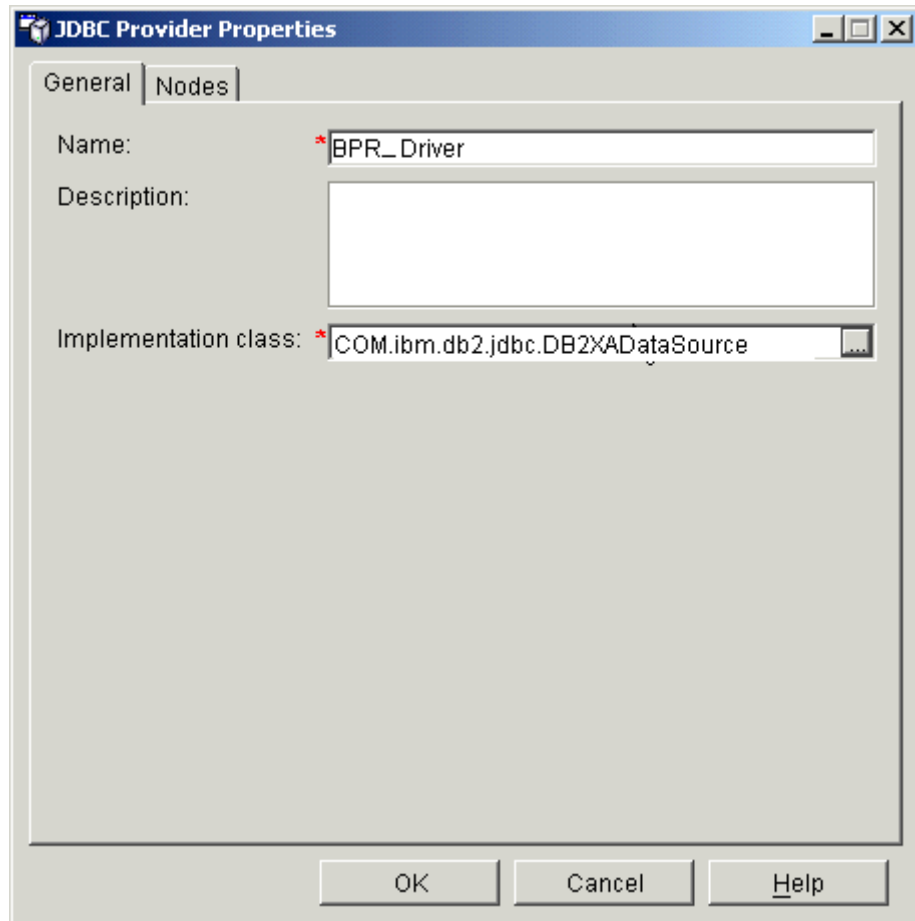 JDBC Provider Properties
General Nodes
Name: *BPR_Driver
Description:
Implementation class: *COM.ibm.db2.jdbc.DB2XADataSource ...
OK Cancel Help